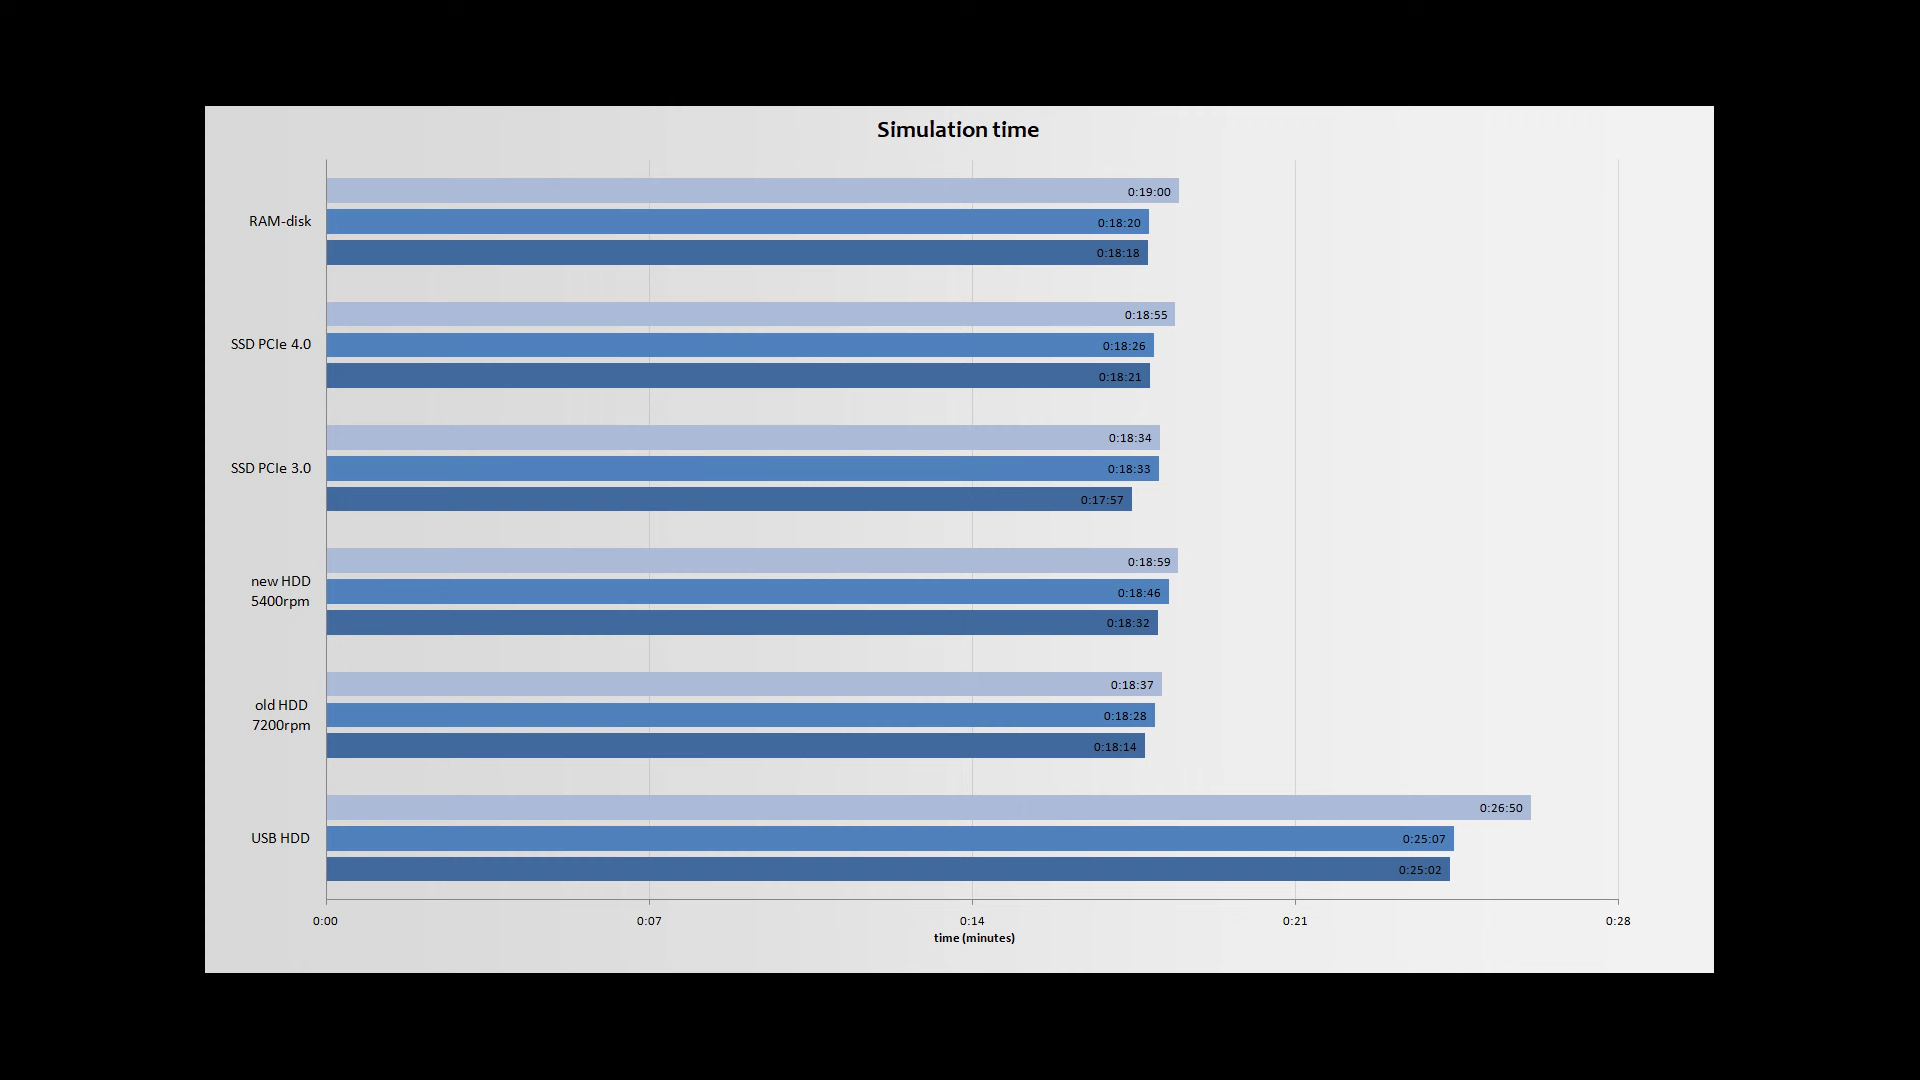 Simulation time
RAM-disk
0:19:00
0:18:20
0:18:18
SSD PCIe 4.0
0:18:55
0:18:26
0:18:21
SSD PCIe 3.0
0:18:34
0:18:33
0:17:57
new HDD
5400rpm
0:18:59
0:18:46
0:18:32
old HDD
7200rpm
0:18:37
0:18:28
0:18:14
USB HDD
0:26:50
0:25:07
0:25:02
0:00 0:07 0:14 0:21 0:28
time (minutes)